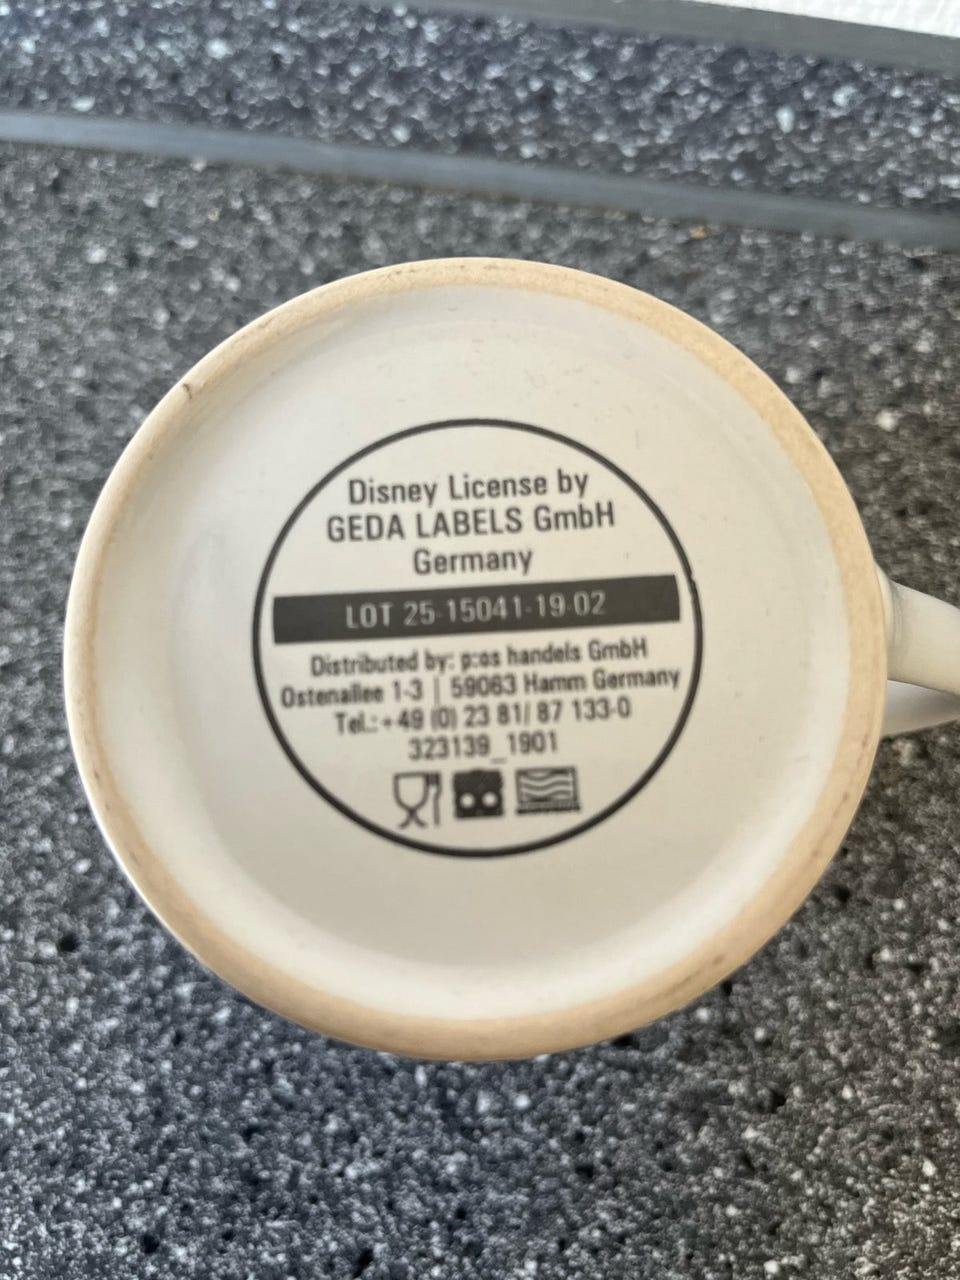 Disney License by
GEDA LABELS GmbH
Germany
LOT 25-15041-19-02
Distributed by: p:os handels GmbH
Ostenallee 1-3 | 59063 Hamm Germany
Tel.:+49 (0) 23 81/ 87 133-0
323139_1901